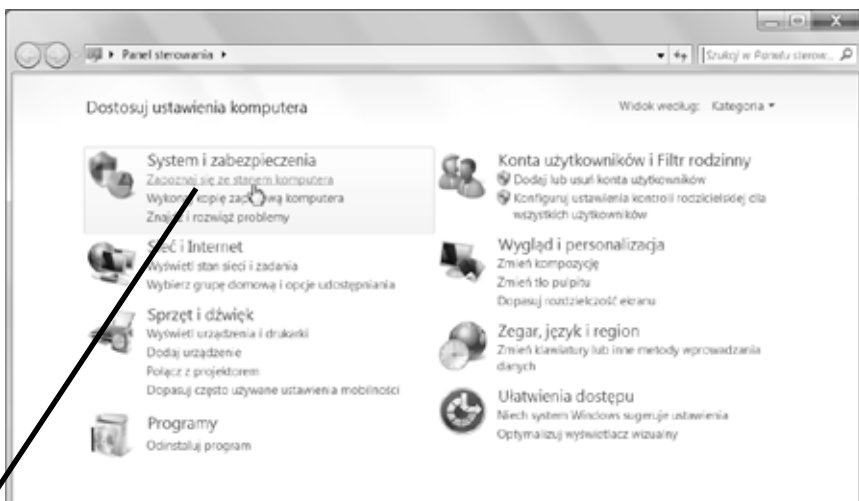 Panel sterowania
Szukaj w Panelu sterow...
Dostosuj ustawienia komputera
Widok według: Kategoria
System i zabezpieczenia
Zapoznaj się ze stanem komputera
Wykonaj kopię zapasową komputera
Znajdź i rozwiąż problemy
Sieć i Internet
Wyświetl stan sieci i zadania
Wybierz grupę domową i opcje udostępniania
Sprzęt i dźwięk
Wyświetl urządzenia i drukarki
Dodaj urządzenie
Połącz z projektorem
Dopasuj często używane ustawienia mobilności
Programy
Odinstaluj program
Konta użytkowników i Filtr rodzinny
Dodaj lub usuń konta użytkowników
Konfiguruj ustawienia kontroli rodzicielskiej dla
wszystkich użytkowników
Wygląd i personalizacja
Zmień kompozycję
Zmień tło pulpitu
Dopasuj rozdzielczość ekranu
Zegar, język i region
Zmień klawiatury lub inne metody wprowadzania
danych
Ułatwienia dostępu
Niech system Windows sugeruje ustawienia
Optymalizuj wyświetlacz wizualny